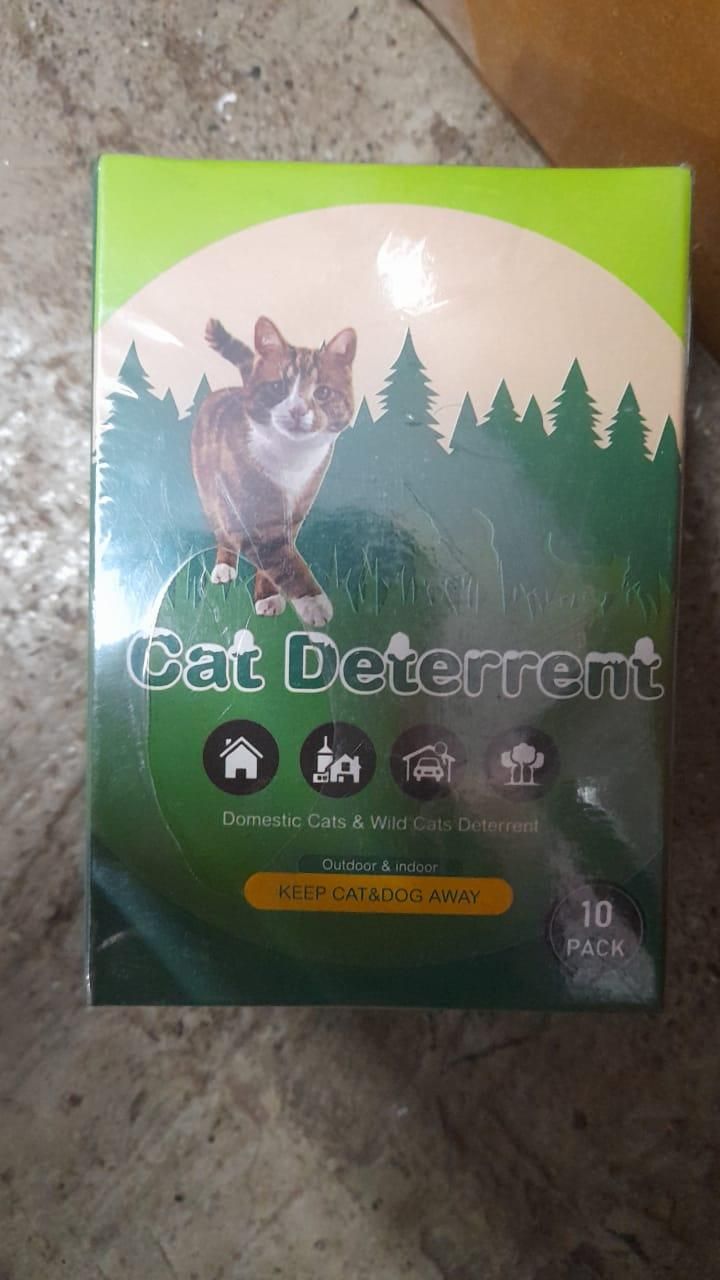 Cat Deterrent
Domestic Cats & Wild Cats Deterrent
Outdoor & indoor
KEEP CAT&DOG AWAY
10
PACK